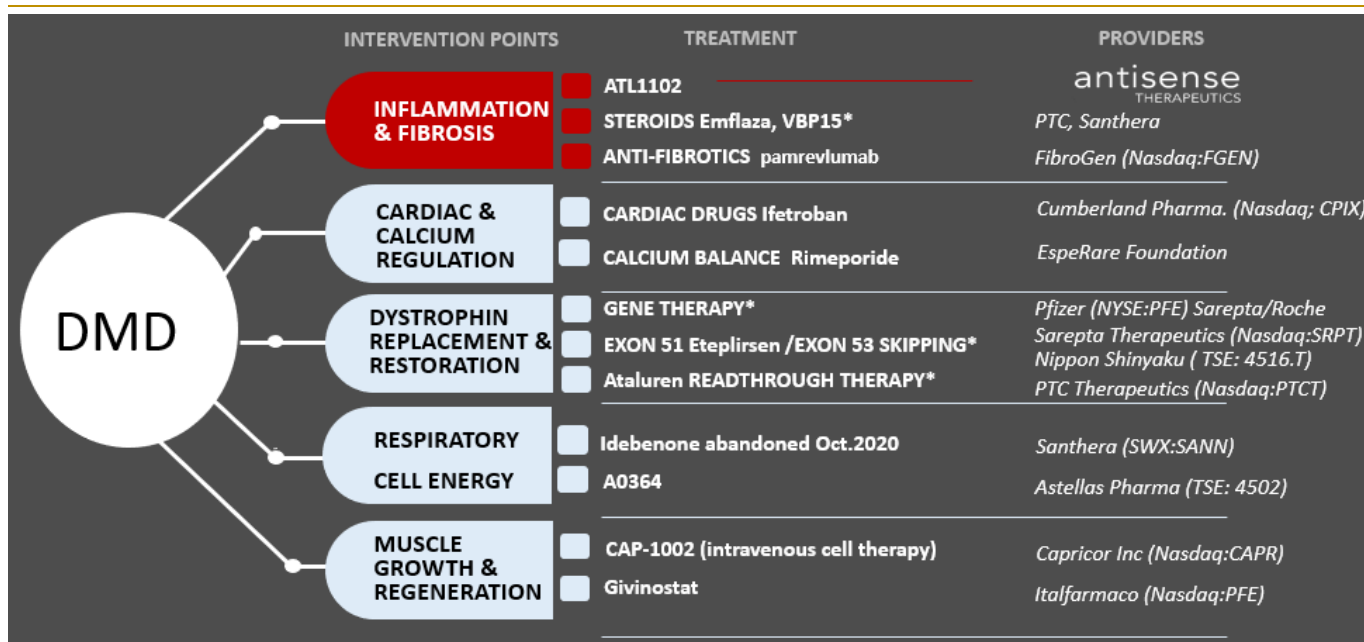 INTERVENTION POINTS TREATMENT PROVIDERS
DMD
INFLAMMATION
& FIBROSIS
ATL1102
antisense
THERAPEUTICS
STEROIDS Emflaza, VBP15*
PTC, Santhera
ANTI-FIBROTICS pamrevlumab
FibroGen (Nasdaq:FGEN)
CARDIAC &
CALCIUM
REGULATION
CARDIAC DRUGS Ifetroban
Cumberland Pharma. (Nasdaq; CPIX)
CALCIUM BALANCE Rimeporide
EspeRare Foundation
DYSTROPHIN
REPLACEMENT &
RESTORATION
GENE THERAPY*
Pfizer (NYSE:PFE) Sarepta/Roche
EXON 51 Eteplirsen /EXON 53 SKIPPING*
Sarepta Therapeutics (Nasdaq:SRPT)
Nippon Shinyaku ( TSE: 4516.T)
Ataluren READTHROUGH THERAPY*
PTC Therapeutics (Nasdaq:PTCT)
RESPIRATORY
CELL ENERGY
Idebenone abandoned Oct.2020
Santhera (SWX:SANN)
A0364
Astellas Pharma (TSE: 4502)
MUSCLE
GROWTH &
REGENERATION
CAP-1002 (intravenous cell therapy)
Capricor Inc (Nasdaq:CAPR)
Givinostat
Italfarmaco (Nasdaq:PFE)